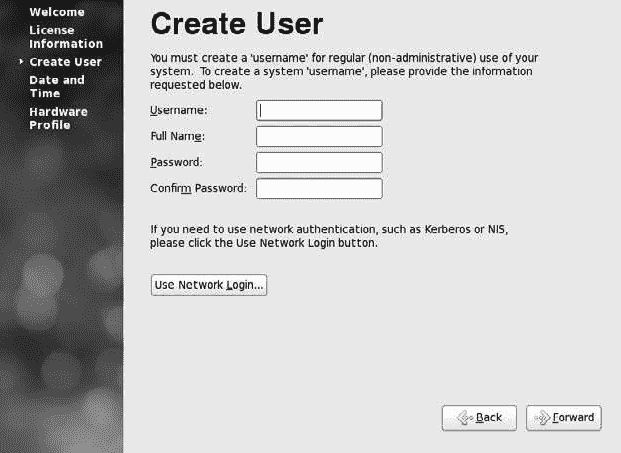 Welcome
License
Information
Create User
Date and
Time
Hardware
Profile
Create User
You must create a 'username' for regular (non-administrative) use of your
system.  To create a system 'username', please provide the information
requested below.
Username:
Full Name:
Password:
Confirm Password:
If you need to use network authentication, such as Kerberos or NIS,
please click the Use Network Login button.
Use Network Login...
Back
Forward